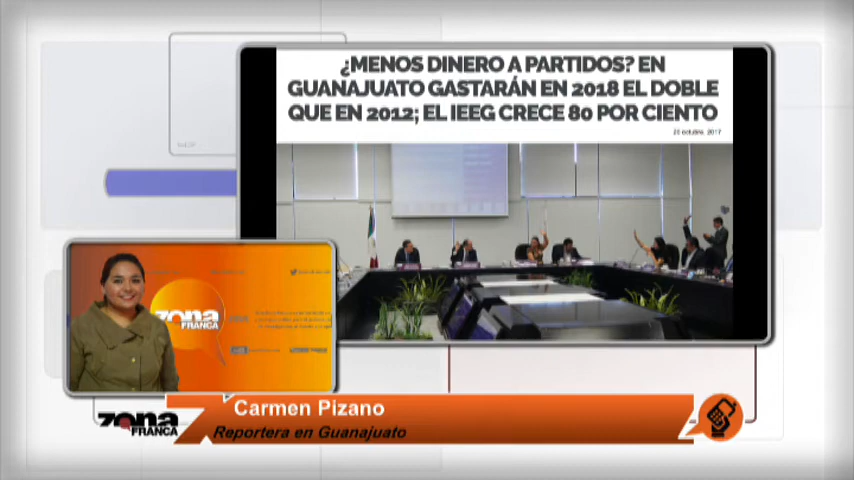 ¿MENOS DINERO A PARTIDOS? EN
GUANAJUATO GASTARÁN EN 2018 EL DOBLE
QUE EN 2012; EL IEEG CRECE 80 POR CIENTO
20 octubre, 2017
zona
FRANCA
Carmen Pizano
Reportera en Guanajuato
zona
FRANCA